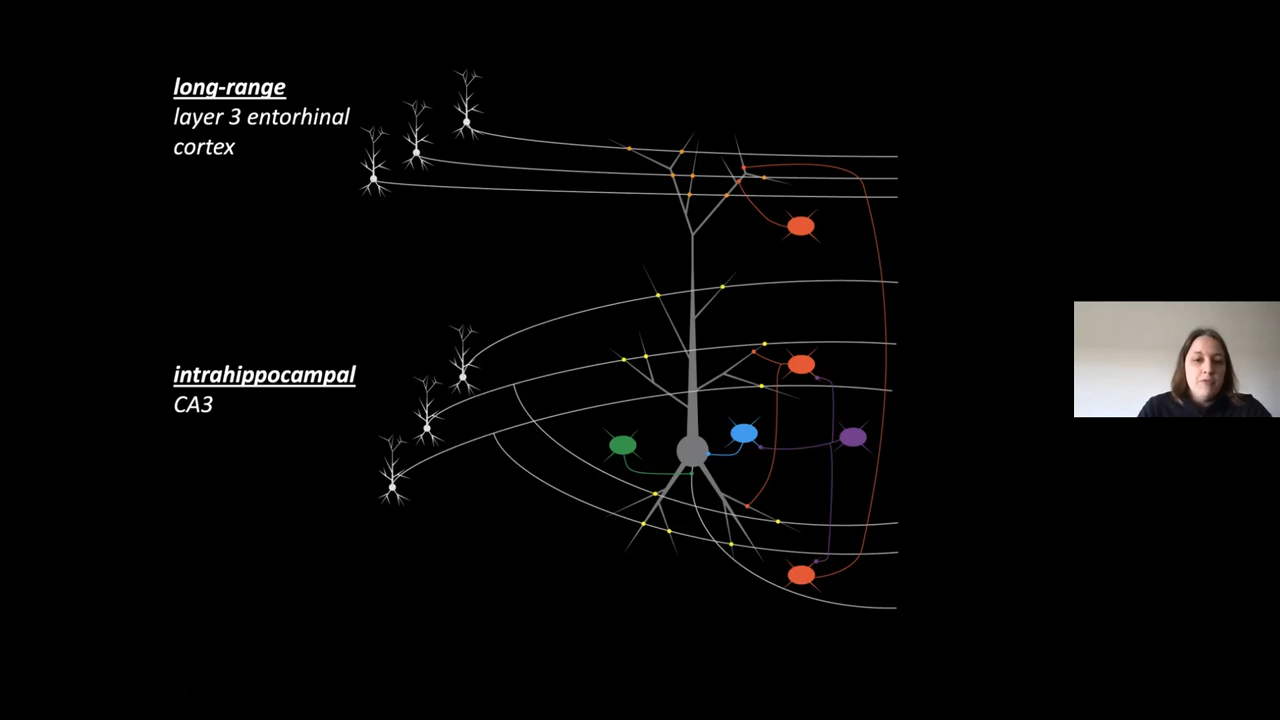 long-range
layer 3 entorhinal
cortex
intrahippocampal
CA3